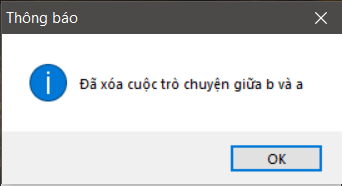 Thông báo
Đã xóa cuộc trò chuyện giữa b và a
OK